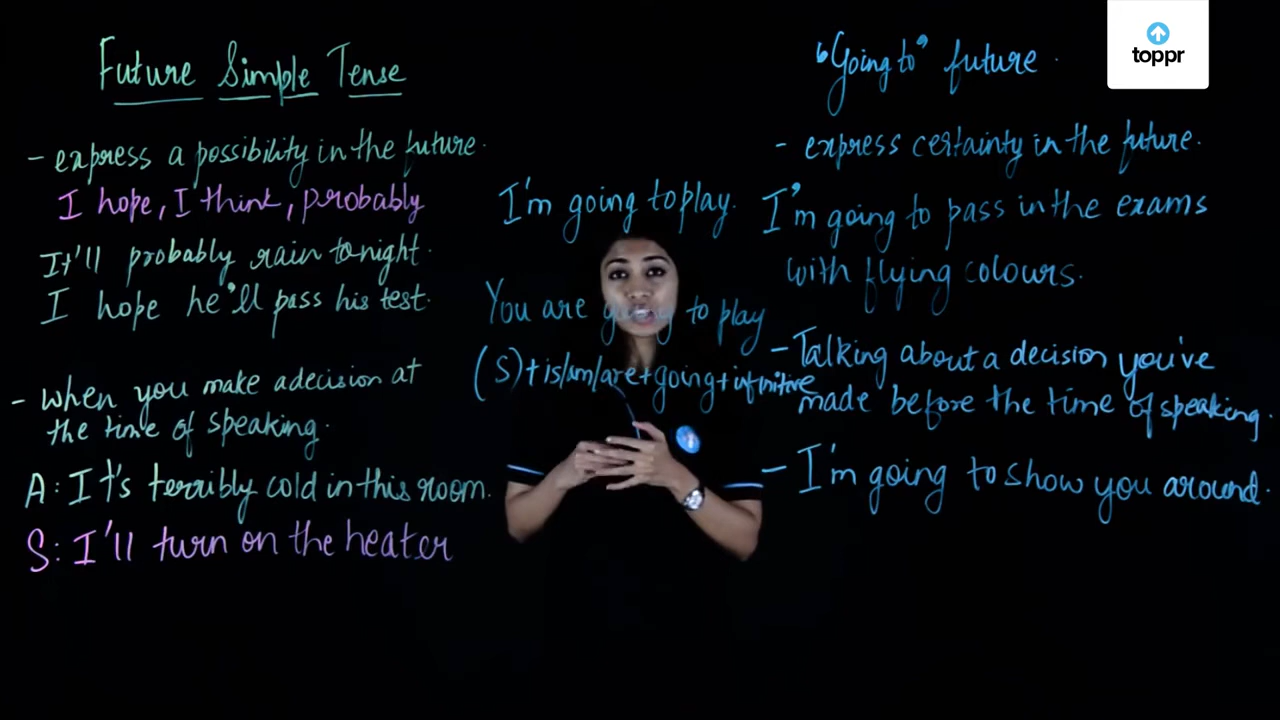 Future Simple Tense
- express a possibility in the future.
I hope, I think, probably
It'll probably rain tonight.
I hope he'll pass his test.
- when you make a decision at
the time of speaking.
A: It's terribly cold in this room.
S: I'll turn on the heater
I'm going to play.
You are going to play
(S)+is/am/are+going+infinitive
"Going to" future.
- express certainty in the future.
I'm going to pass in the exams
with flying colours.
- Talking about a decision you've
made before the time of speaking.
- I'm going to show you around.
toppr